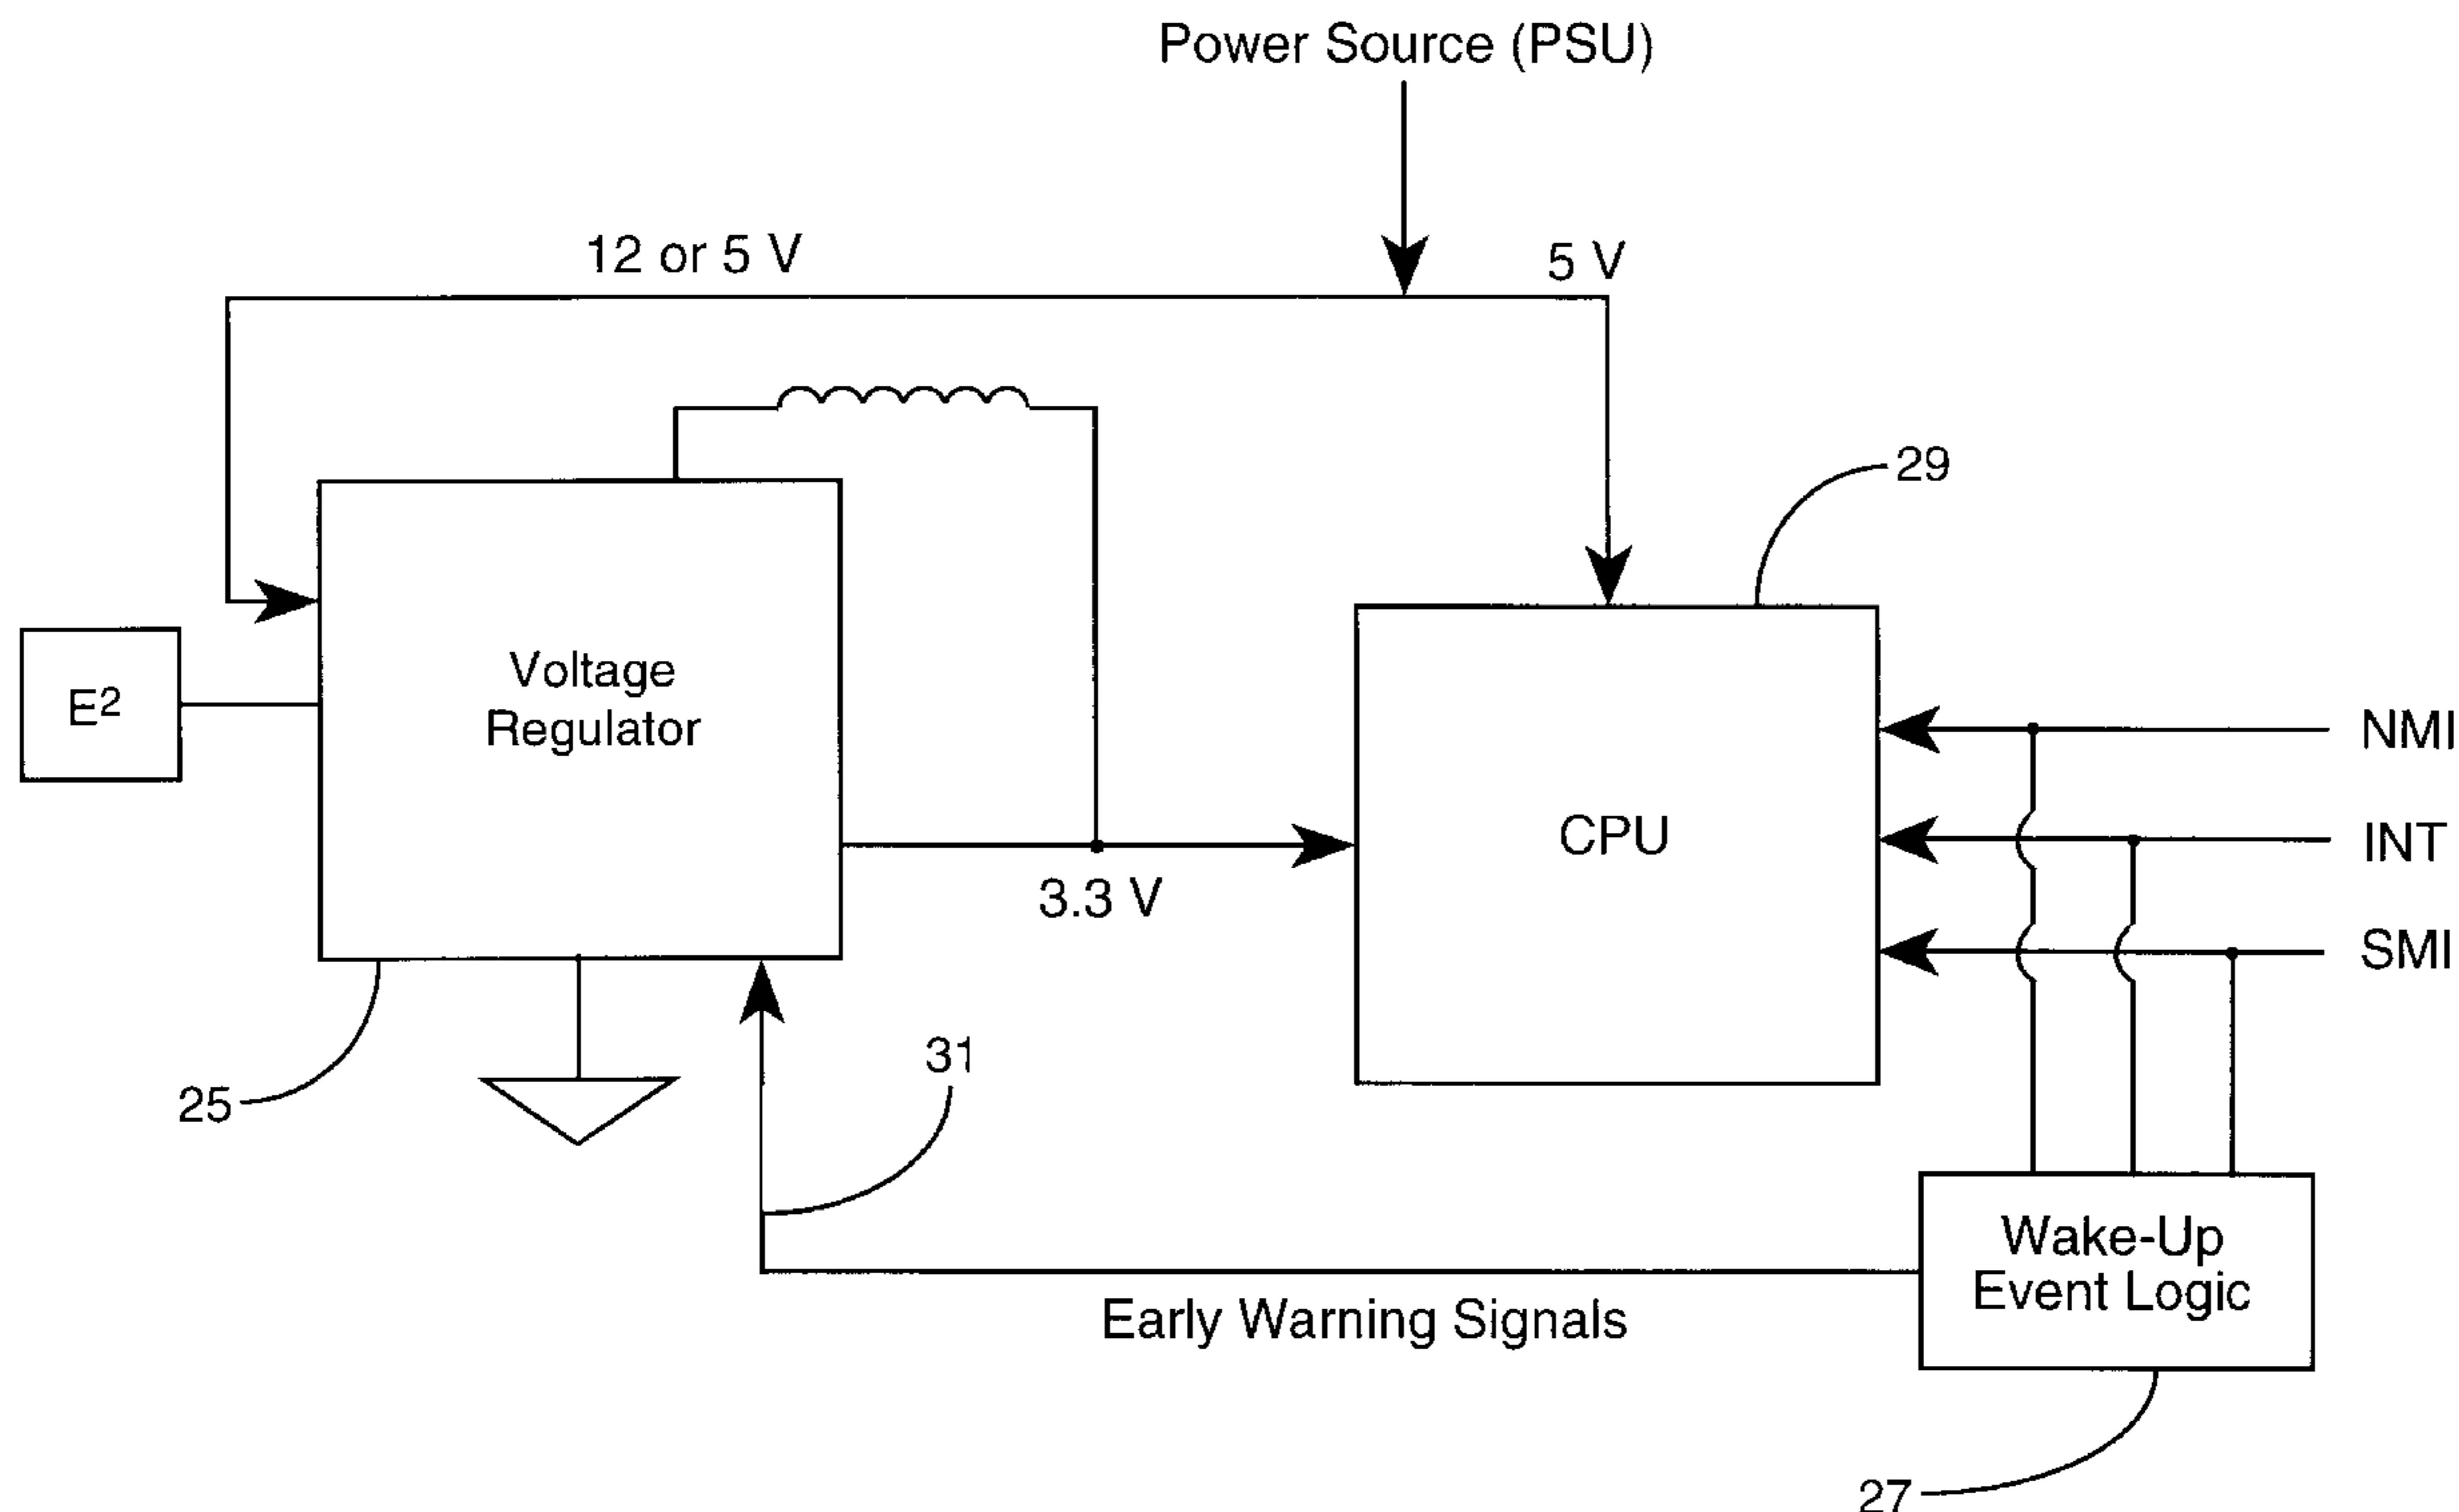 Power Source (PSU)
12 or 5 V
5 V
29
E2
Voltage
Regulator
CPU
NMI
INT
SMI
3.3 V
31
25
Wake-Up
Event Logic
Early Warning Signals
27